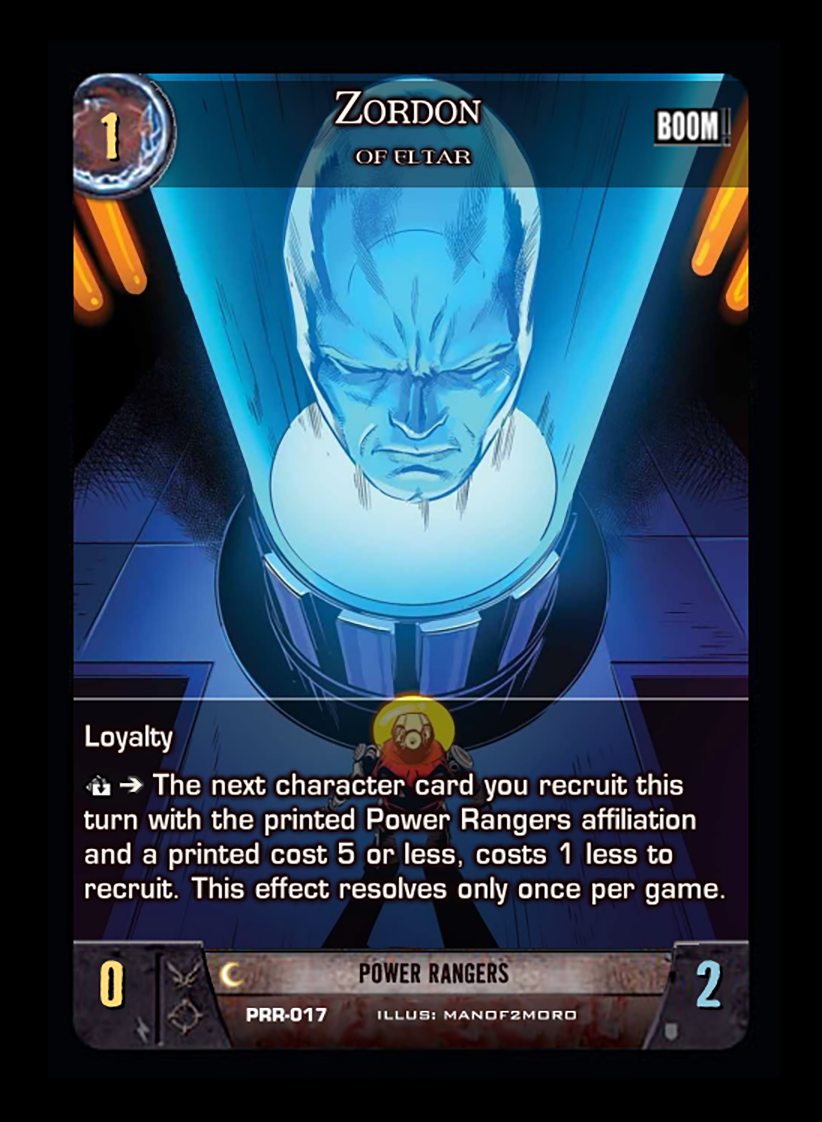 1
ZORDON
OF ELTAR
BOOM!
Loyalty
→ The next character card you recruit this
turn with the printed Power Rangers affiliation
and a printed cost 5 or less, costs 1 less to
recruit. This effect resolves only once per game.
0
POWER RANGERS
2
PRR-017
ILLUS: MANOF2MORO